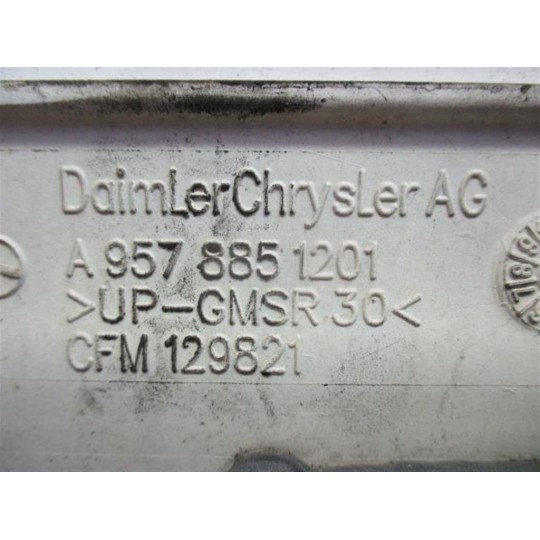 DaimLerChrysLer AG
A 957 885 1201
>UP-GMSR 30<
CFM 129821